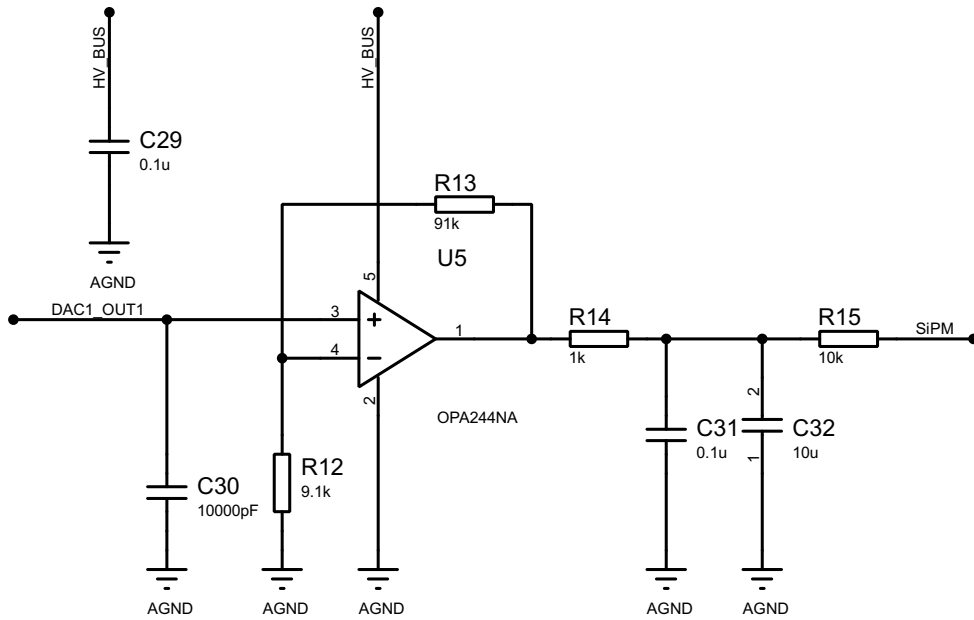 HV_BUS
HV_BUS
C29
0.1u
AGND
R13
91k
U5
5
DAC1_OUT1
3
4
1
2
OPA244NA
R14
1k
R15
10k
SiPM
C30
10000pF
R12
9.1k
C31
0.1u
2
1
C32
10u
AGND
AGND
AGND
AGND
AGND